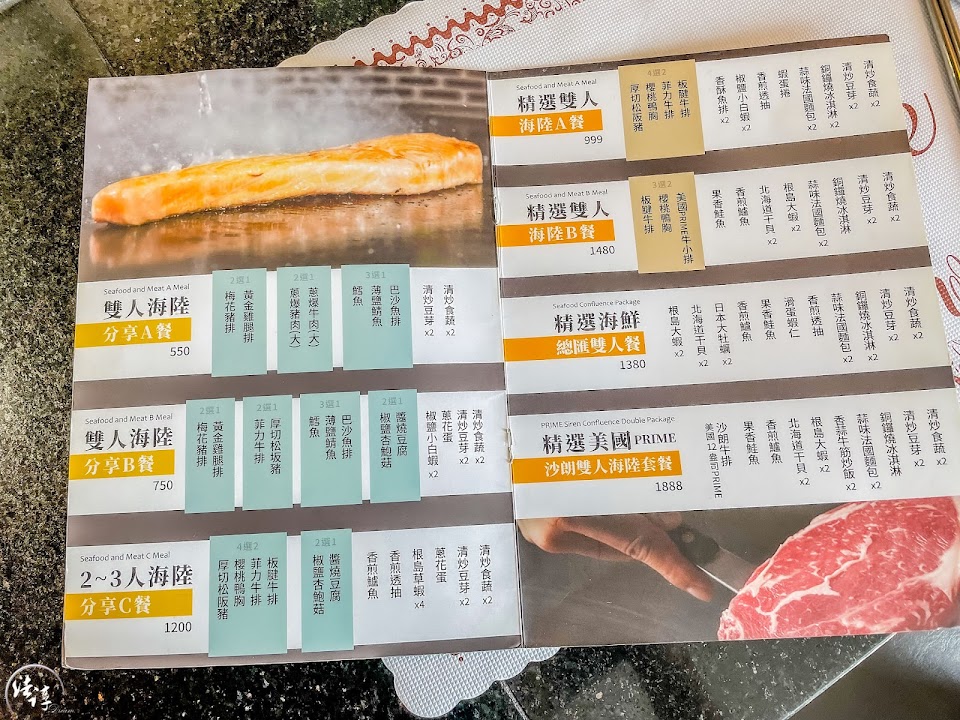 Seafood and Meat A Meal
雙人海陸
分享A餐
550
2選1
黃金雞腿排
梅花豬排
2選1
蔥爆牛肉(大)
蔥爆豬肉(大)
3選1
巴沙魚排
薄鹽鯖魚
鱈魚
清炒食蔬 x2
清炒豆芽 x2
Seafood and Meat B Meal
雙人海陸
分享B餐
750
2選1
黃金雞腿排
梅花豬排
2選1
厚切松坂豬
菲力牛排
3選1
巴沙魚排
薄鹽鯖魚
鱈魚
2選1
醬燒豆腐
椒鹽杏鮑菇
清炒食蔬 x2
清炒豆芽 x2
蔥花蛋
椒鹽小白蝦 x2
Seafood and Meat C Meal
2~3人海陸
分享C餐
1200
4選2
板腱牛排
菲力牛排
櫻桃鴨胸
厚切松阪豬
2選1
醬燒豆腐
椒鹽杏鮑菇
清炒食蔬 x2
清炒豆芽 x2
蔥花蛋
根島草蝦 x4
香煎透抽
香煎鱸魚
Seafood and Meat A Meal
精選雙人
海陸A餐
999
4選2
板腱牛排
菲力牛排
櫻桃鴨胸
厚切松阪豬
清炒食蔬 x2
清炒豆芽 x2
銅鑼燒冰淇淋 x2
蒜味法國麵包 x2
蝦蛋捲
香煎透抽
椒鹽小白蝦 x2
香酥魚排 x2
Seafood and Meat B Meal
精選雙人
海陸B餐
1480
3選2
美國PRIME牛小排
櫻桃鴨胸
板腱牛排
清炒食蔬 x2
清炒豆芽 x2
銅鑼燒冰淇淋 x2
蒜味法國麵包 x2
根島大蝦 x2
北海道干貝 x2
香煎鱸魚
果香鮭魚
Seafood Confluence Package
精選海鮮
總匯雙人餐
1380
清炒食蔬 x2
清炒豆芽 x2
銅鑼燒冰淇淋 x2
蒜味法國麵包 x2
香煎透抽
滑蛋蝦仁
果香鮭魚
香煎鱸魚
日本大牡蠣 x2
北海道干貝 x2
根島大蝦 x2
PRIME Siren Confluence Double Package
精選美國PRIME
沙朗雙人海陸套餐
1888
清炒食蔬 x2
清炒豆芽 x2
銅鑼燒冰淇淋 x2
蒜味法國麵包 x2
香蒜牛筋炒飯 x2
根島大蝦 x2
北海道干貝 x2
香煎鱸魚
果香鮭魚
沙朗牛排
美國12盎司PRIME